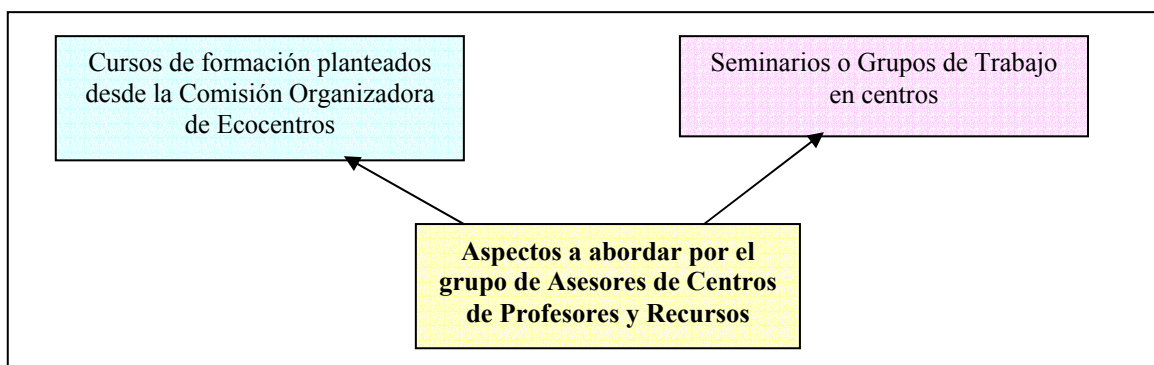 Cursos de formación planteados
desde la Comisión Organizadora
de Ecocentros
Seminarios o Grupos de Trabajo
en centros
Aspectos a abordar por el
grupo de Asesores de Centros
de Profesores y Recursos